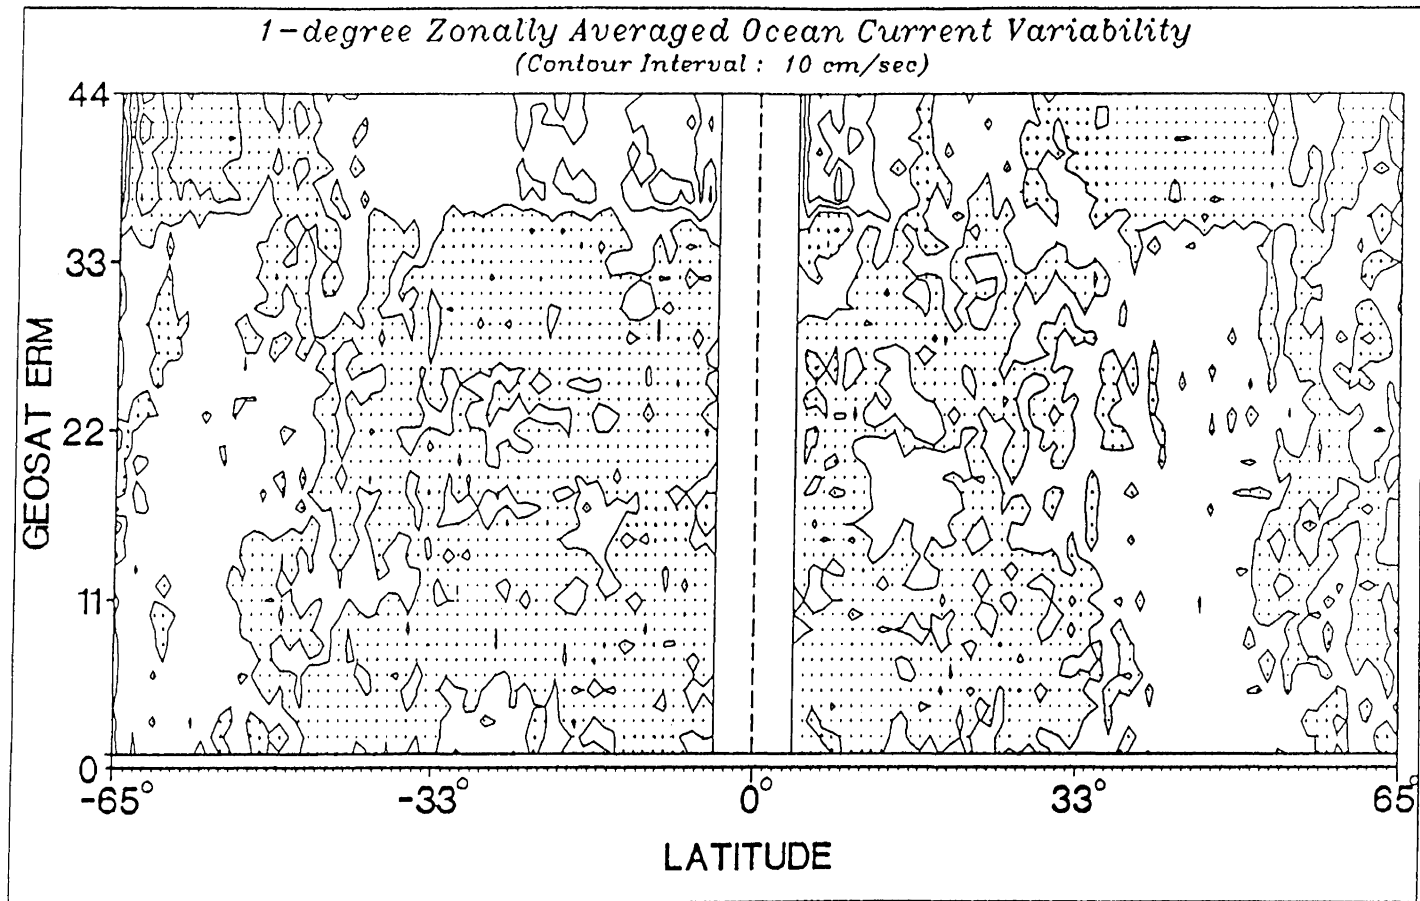 1-degree Zonally Averaged Ocean Current Variability
(Contour Interval : 10 cm/sec)
44
33
22
11
0
GEOSAT ERM
-65° -33° 0° 33° 65°
LATITUDE